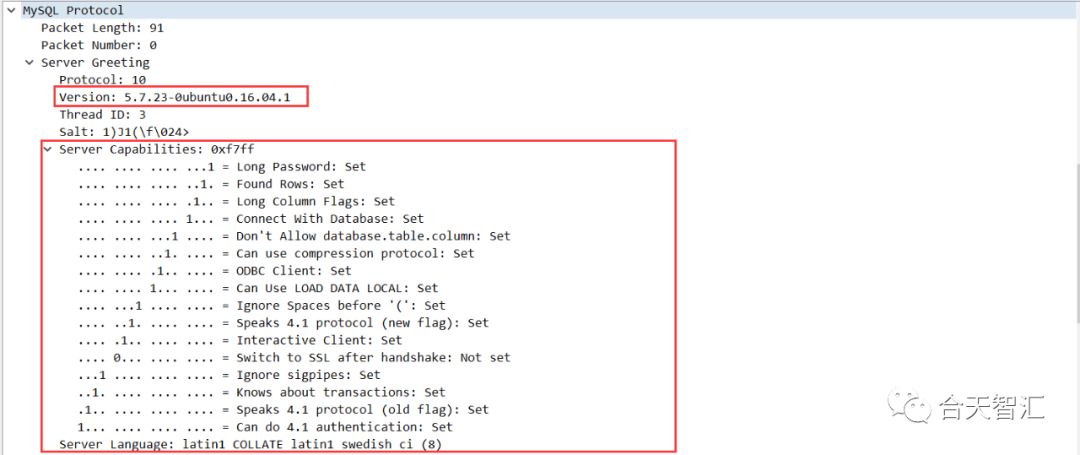 MySQL Protocol
Packet Length: 91
Packet Number: 0
Server Greeting
Protocol: 10
Version: 5.7.23-0ubuntu0.16.04.1
Thread ID: 3
Salt: 1)J1(\f\024>
Server Capabilities: 0xf7ff
.... .... .... ...1 = Long Password: Set
.... .... .... ..1. = Found Rows: Set
.... .... .... .1.. = Long Column Flags: Set
.... .... .... 1... = Connect With Database: Set
.... .... ...1 .... = Don't Allow database.table.column: Set
.... .... ..1. .... = Can use compression protocol: Set
.... .... .1.. .... = ODBC Client: Set
.... .... 1... .... = Can Use LOAD DATA LOCAL: Set
.... ...1 .... .... = Ignore Spaces before '(': Set
.... ..1. .... .... = Speaks 4.1 protocol (new flag): Set
.... .1.. .... .... = Interactive Client: Set
.... 0... .... .... = Switch to SSL after handshake: Not set
...1 .... .... .... = Ignore sigpipes: Set
..1. .... .... .... = Knows about transactions: Set
.1.. .... .... .... = Speaks 4.1 protocol (old flag): Set
1... .... .... .... = Can do 4.1 authentication: Set
Server Language: latin1 COLLATE latin1_swedish_ci (8)
合天智汇